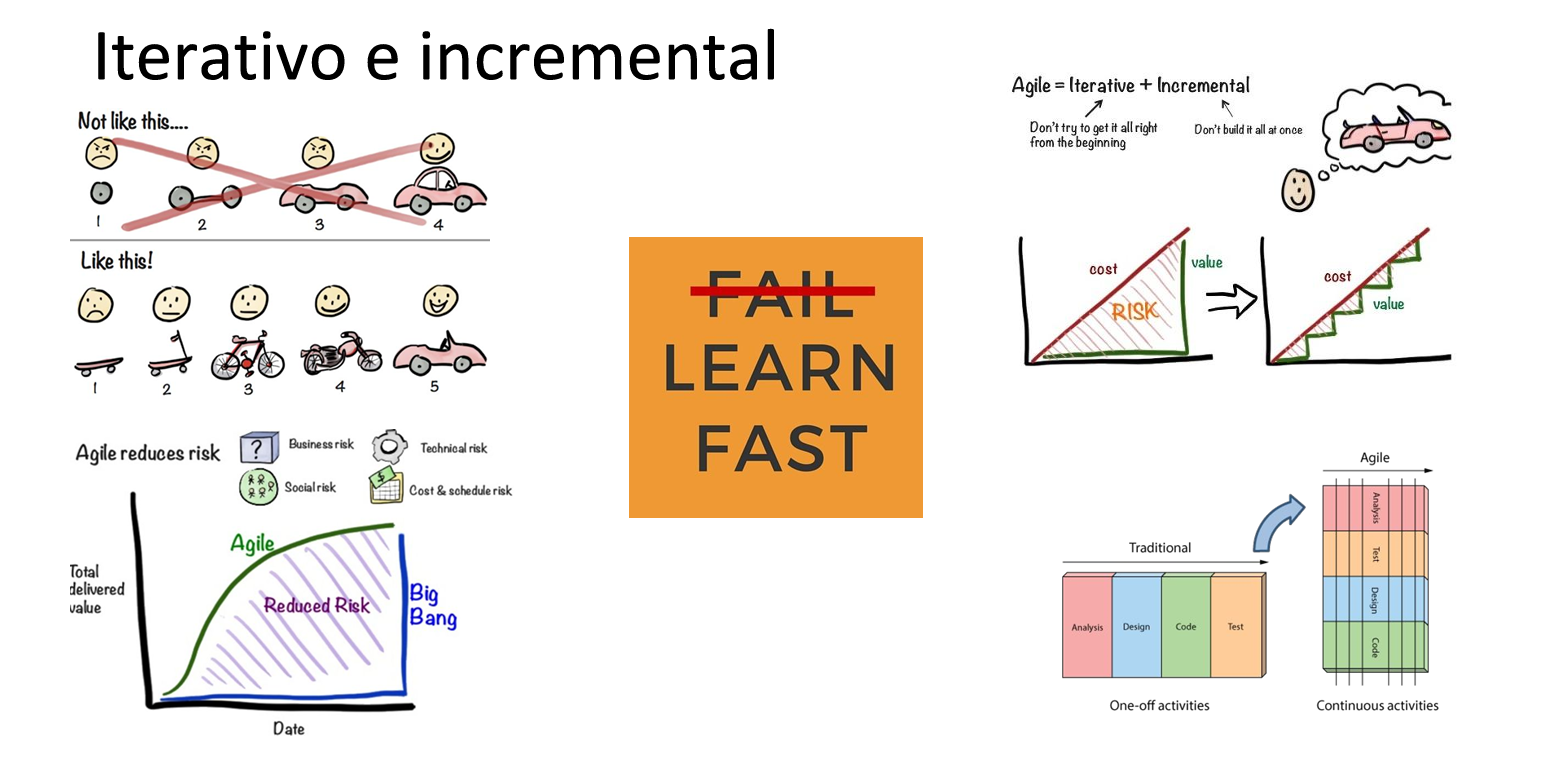 Iterativo e incremental
Not like this....
1
2
3
4
Like this!
1
2
3
4
5
Agile reduces risk
?
Business risk
Technical risk
Social risk
$
Cost & schedule risk
Total
delivered
value
Agile
Reduced Risk
Big
Bang
Date
FAIL
LEARN
FAST
Agile = Iterative + Incremental
Don't try to get it all right
from the beginning
Don't build it all at once
cost
value
RISK
cost
value
Traditional
Analysis
Design
Code
Test
One-off activities
Agile
Analysis
Test
Design
Code
Continuous activities